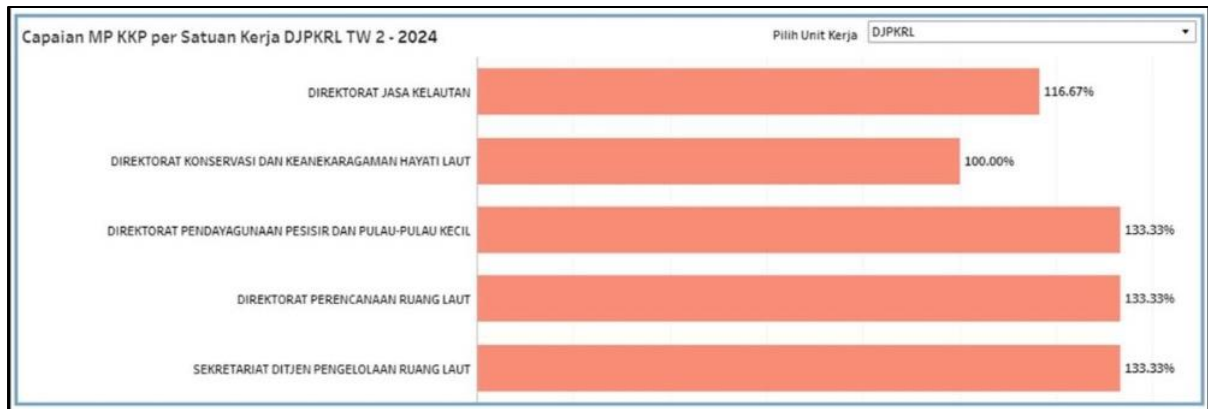 Capaian MP KKP per Satuan Kerja DJPKRL TW 2 - 2024
Pilih Unit Kerja DJPKRL
DIREKTORAT JASA KELAUTAN 116.67%
DIREKTORAT KONSERVASI DAN KEANEKARAGAMAN HAYATI LAUT 100.00%
DIREKTORAT PENDAYAGUNAAN PESISIR DAN PULAU-PULAU KECIL 133.33%
DIREKTORAT PERENCANAAN RUANG LAUT 133.33%
SEKRETARIAT DITJEN PENGELOLAAN RUANG LAUT 133.33%